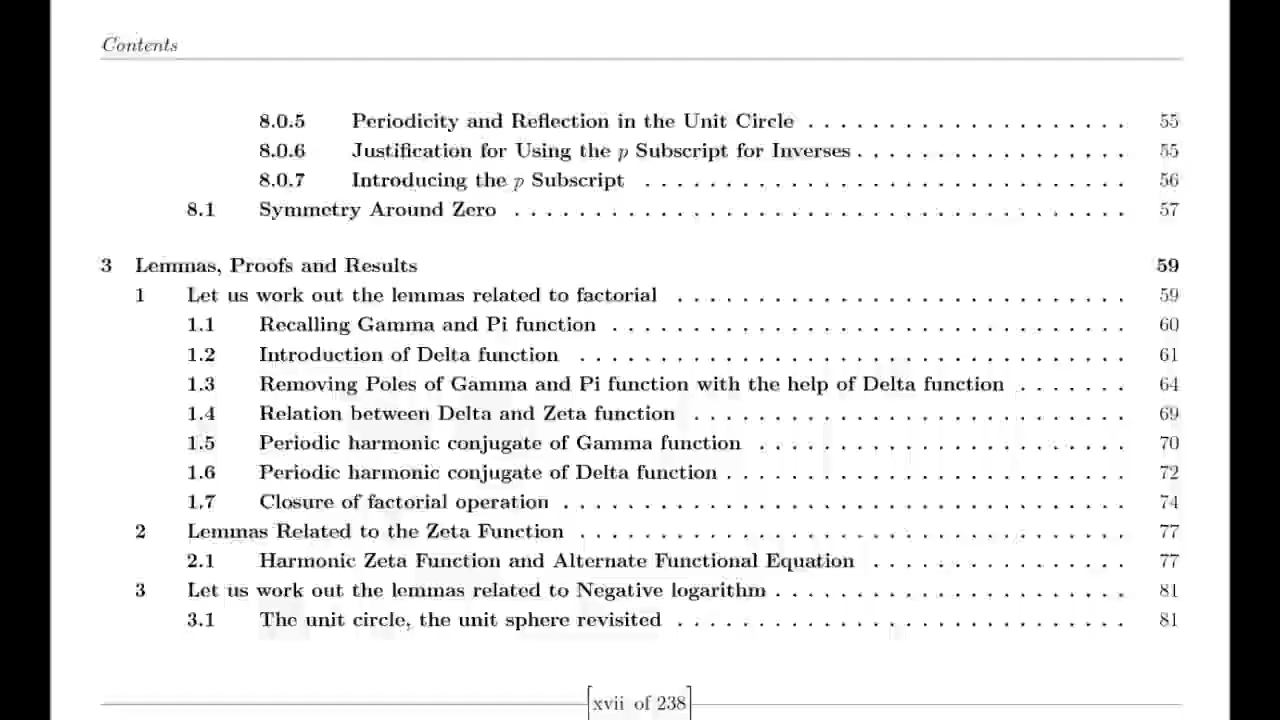 Contents
8.0.5 Periodicity and Reflection in the Unit Circle . . . . . . . . . . . . . . . . . . . . 55
8.0.6 Justification for Using the p Subscript for Inverses . . . . . . . . . . . . . . . . . 55
8.0.7 Introducing the p Subscript . . . . . . . . . . . . . . . . . . . . . . . . . . . . . . 56
8.1 Symmetry Around Zero . . . . . . . . . . . . . . . . . . . . . . . . . . . . . . . . . . . . . . 57
3 Lemmas, Proofs and Results 59
1 Let us work out the lemmas related to factorial . . . . . . . . . . . . . . . . . . . . . . . . . . . . 59
1.1 Recalling Gamma and Pi function . . . . . . . . . . . . . . . . . . . . . . . . . . . . . . . . 60
1.2 Introduction of Delta function . . . . . . . . . . . . . . . . . . . . . . . . . . . . . . . . . . 61
1.3 Removing Poles of Gamma and Pi function with the help of Delta function . . . . . . . 64
1.4 Relation between Delta and Zeta function . . . . . . . . . . . . . . . . . . . . . . . . . . . 69
1.5 Periodic harmonic conjugate of Gamma function . . . . . . . . . . . . . . . . . . . . . . . 70
1.6 Periodic harmonic conjugate of Delta function . . . . . . . . . . . . . . . . . . . . . . . . . 72
1.7 Closure of factorial operation . . . . . . . . . . . . . . . . . . . . . . . . . . . . . . . . . . . 74
2 Lemmas Related to the Zeta Function . . . . . . . . . . . . . . . . . . . . . . . . . . . . . . . . . . 77
2.1 Harmonic Zeta Function and Alternate Functional Equation . . . . . . . . . . . . . . . . 77
3 Let us work out the lemmas related to Negative logarithm . . . . . . . . . . . . . . . . . . . . . . 81
3.1 The unit circle, the unit sphere revisited . . . . . . . . . . . . . . . . . . . . . . . . . . . . 81
xvii of 238